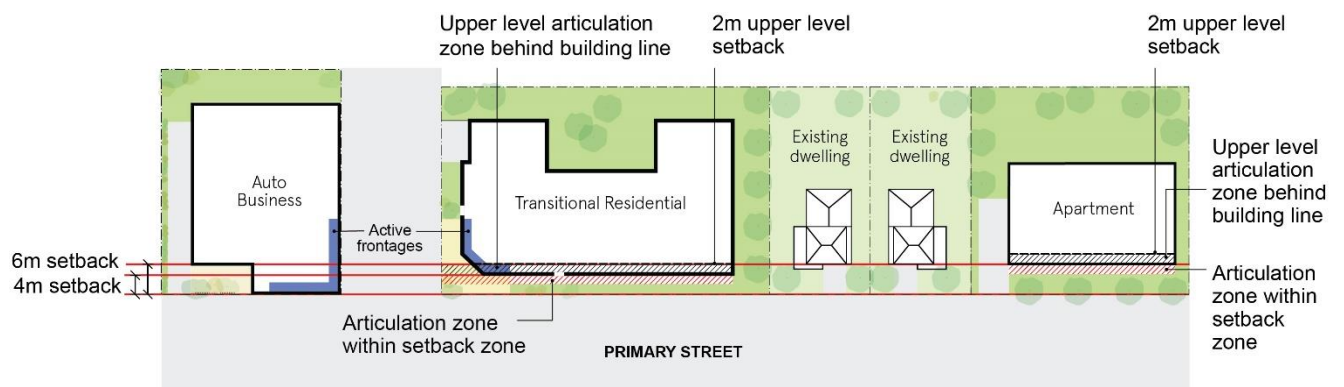 Upper level articulation
zone behind building line
2m upper level
setback
2m upper level
setback
Existing
dwelling
Existing
dwelling
Upper level
articulation
zone behind
building line
Auto
Business
Transitional Residential
Apartment
Active
frontages
6m setback
4m setback
Articulation
zone within
setback
zone
Articulation zone
within setback zone
PRIMARY STREET